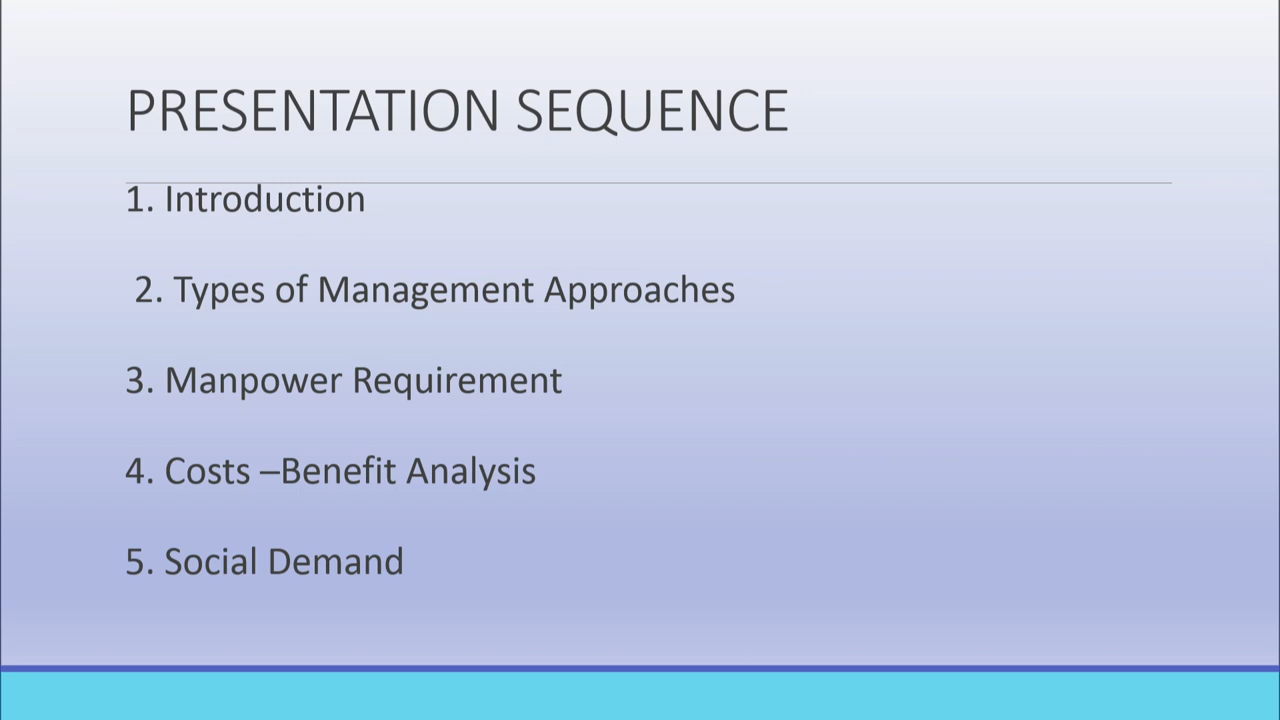 PRESENTATION SEQUENCE
1. Introduction
2. Types of Management Approaches
3. Manpower Requirement
4. Costs –Benefit Analysis
5. Social Demand